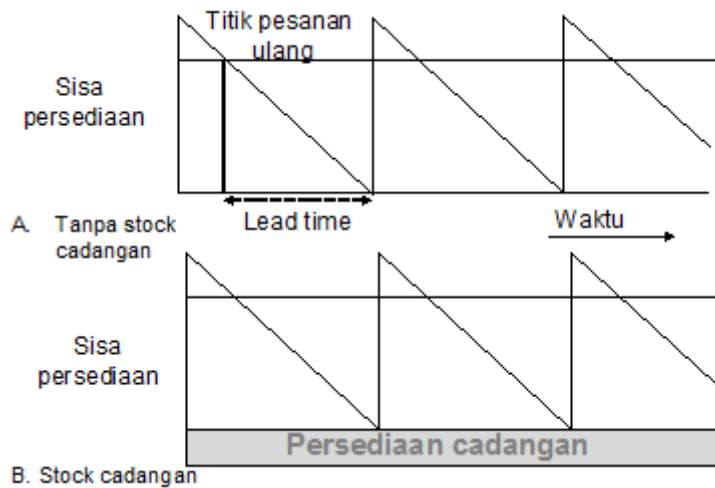 Titik pesanan
ulang
Sisa
persediaan
Lead time
Waktu
A. Tanpa stock
cadangan
Sisa
persediaan
Persediaan cadangan
B. Stock cadangan